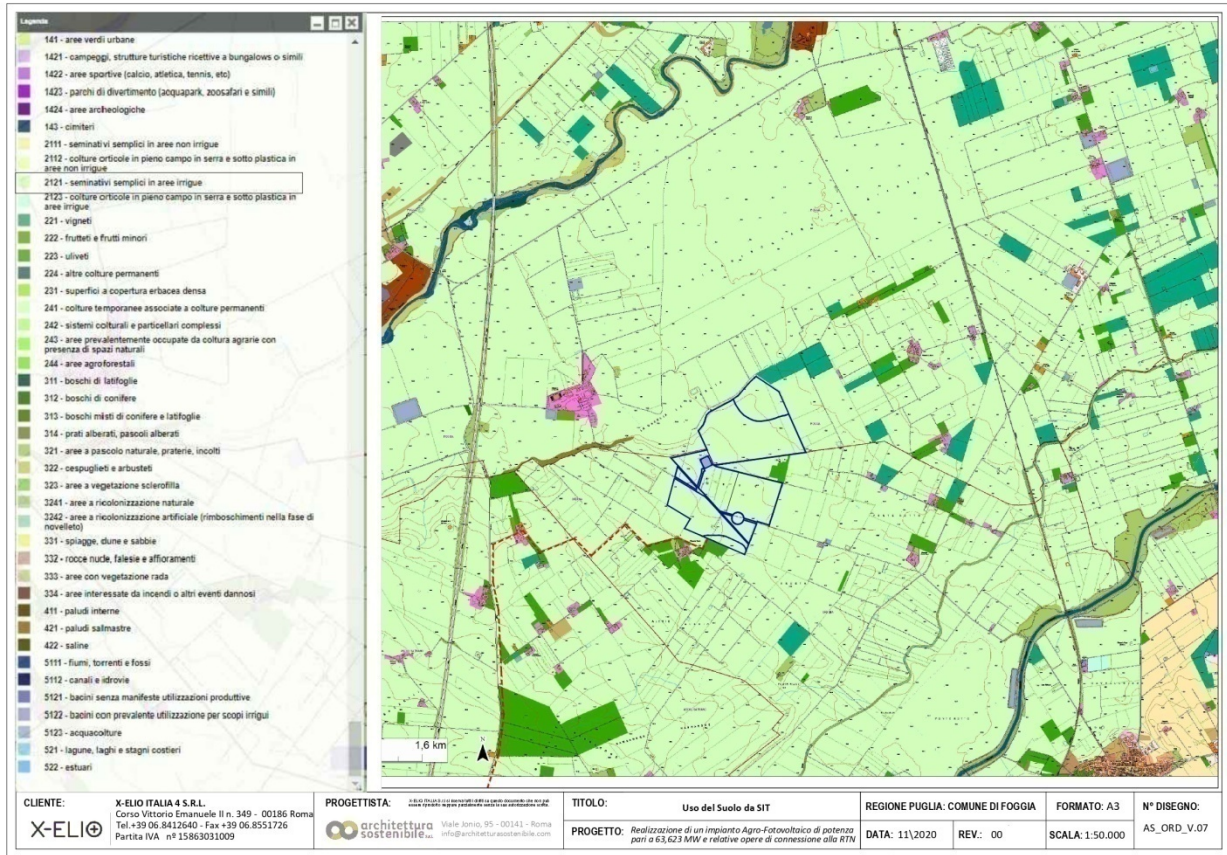 Legenda
141 - aree verdi urbane
1421 - campeggi, strutture turistiche ricettive a bungalows o simili
1422 - aree sportive (calcio, atletica, tennis, etc)
1423 - parchi di divertimento (acquapark, zoosafari e simili)
1424 - aree archeologiche
143 - cimiteri
2111 - seminativi semplici in aree non irrigue
2112 - colture orticole in pieno campo in serra e sotto plastica in
aree non irrigue
2121 - seminativi semplici in aree irrigue
2123 - colture orticole in pieno campo in serra e sotto plastica in
aree irrigue
221 - vigneti
222 - frutteti e frutti minori
223 - uliveti
224 - altre colture permanenti
231 - superfici a copertura erbacea densa
241 - colture temporanee associate a colture permanenti
242 - sistemi colturali e particellari complessi
243 - aree prevalentemente occupate da coltura agrarie con
presenza di spazi naturali
244 - aree agroforestali
311 - boschi di latifoglie
312 - boschi di conifere
313 - boschi misti di conifere e latifoglie
314 - prati alberati, pascoli alberati
321 - aree a pascolo naturale, praterie, incolti
322 - cespuglieti e arbusteti
323 - aree a vegetazione sclerofilla
3241 - aree a ricolonizzazione naturale
3242 - aree a ricolonizzazione artificiale (rimboschimenti nella fase di
novelleto)
331 - spiagge, dune e sabbie
332 - rocce nude, falesie e affioramenti
333 - aree con vegetazione rada
334 - aree interessate da incendi o altri eventi dannosi
411 - paludi interne
421 - paludi salmastre
422 - saline
5111 - fiumi, torrenti e fossi
5112 - canali e idrovie
5121 - bacini senza manifeste utilizzazioni produttive
5122 - bacini con prevalente utilizzazione per scopi irrigui
5123 - acquacolture
521 - lagune, laghi e stagni costieri
522 - estuari
1,6 km
N
CLIENTE:
X-ELIO
X-ELIO ITALIA 4 S.R.L.
Corso Vittorio Emanuele II n. 349 - 00186 Roma
Tel.+39 06.8412640 - Fax +39 06.8551726
Partita IVA n° 15863031009
PROGETTISTA:
architettura
sostenibile
Viale Jonio, 95 - 00141 - Roma
info@architetturasostenibile.com
TITOLO:
Uso del Suolo da SIT
PROGETTO: Realizzazione di un impianto Agro-Fotovoltaico di potenza
pari a 63,623 MW e relative opere di connessione alla RTN
REGIONE PUGLIA: COMUNE DI FOGGIA
DATA: 11\2020
REV.: 00
FORMATO: A3
SCALA: 1:50.000
N° DISEGNO:
AS_ORD_V.07